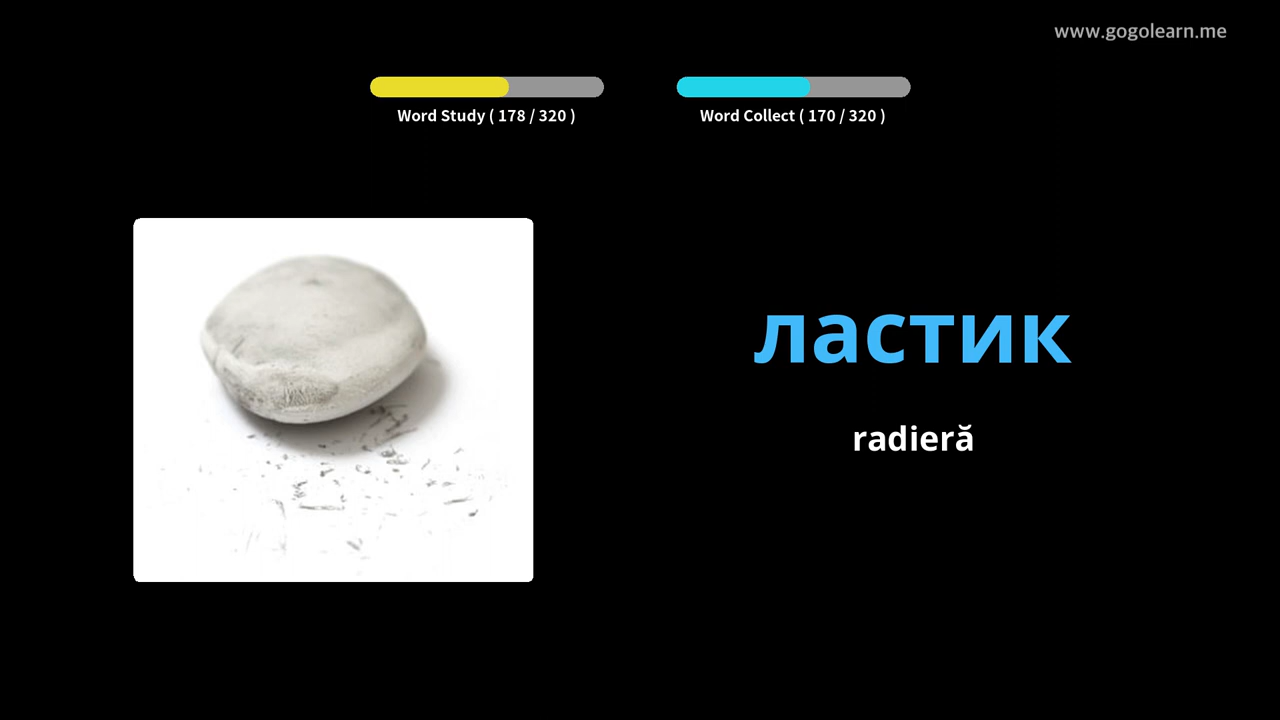 www.gogolearn.me
Word Study ( 178 / 320 )
Word Collect ( 170 / 320 )
ластик
radieră